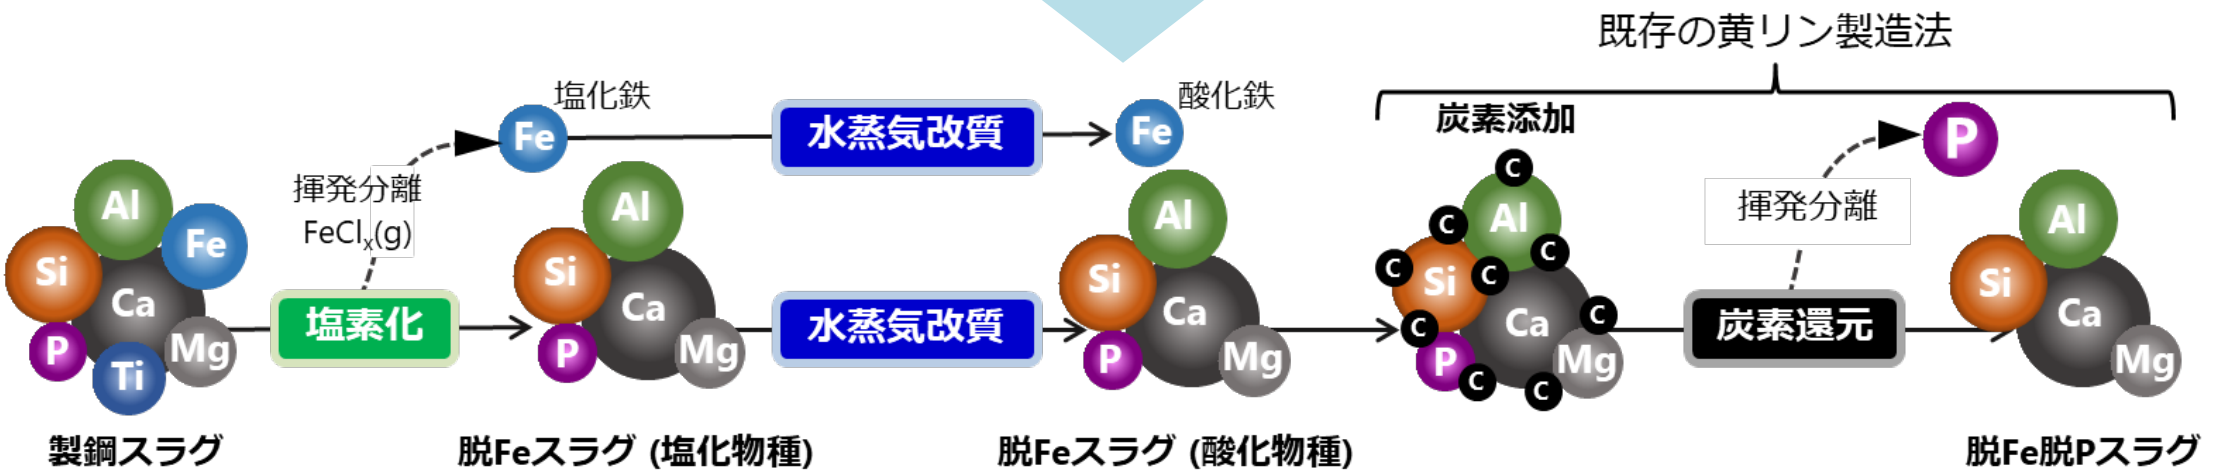 既存の黄リン製造法
塩化鉄
酸化鉄
炭素添加
Fe
水蒸気改質
Fe
P
揮発分離
FeClx(g)
揮発分離
Al
Fe
Si
Ca
P
Mg
Ti
塩素化
Al
Si
Ca
P
Mg
水蒸気改質
Al
Si
Ca
P
Mg
C
Al
C
C
C
Si
C
Ca
C
C
P
Mg
C
C
炭素還元
Al
Si
Ca
Mg
製鋼スラグ
脱Feスラグ (塩化物種)
脱Feスラグ (酸化物種)
脱Fe脱Pスラグ